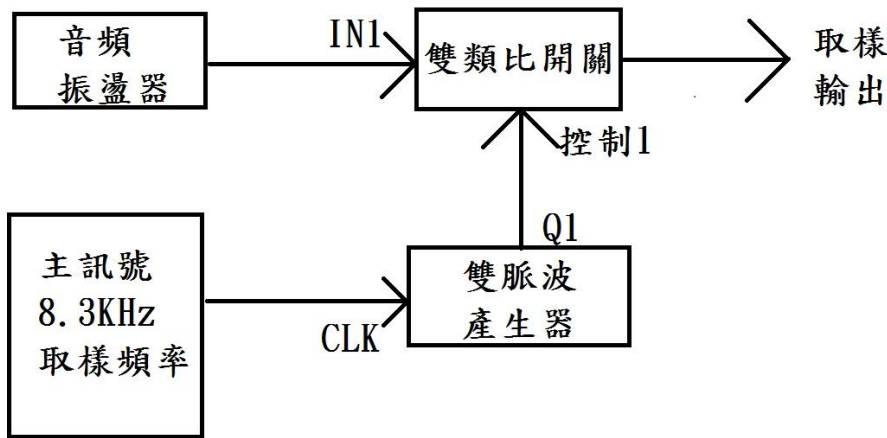 音頻
振盪器
IN1
雙類比開關
取樣
輸出
控制1
Q1
主訊號
8.3KHz
取樣頻率
CLK
雙脈波
產生器